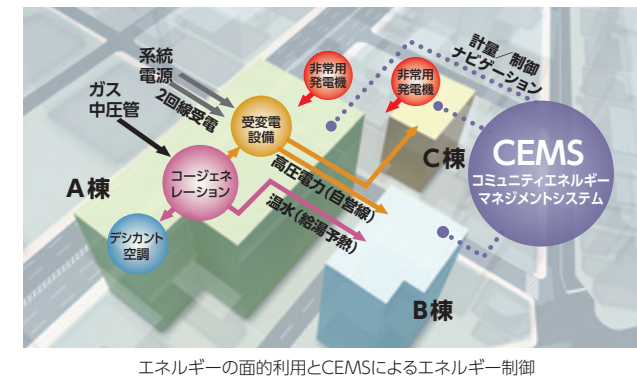 系統
電源
2回線受電
ガス
中圧管
非常用
発電機
非常用
発電機
計量／制御
ナビゲーション
受変電
設備
C棟
CEMS
コミュニティエネルギー
マネジメントシステム
A棟
コージェネ
レーション
高圧電力(自営線)
温水(給湯予熱)
デシカント
空調
B棟
エネルギーの面的利用とCEMSによるエネルギー制御